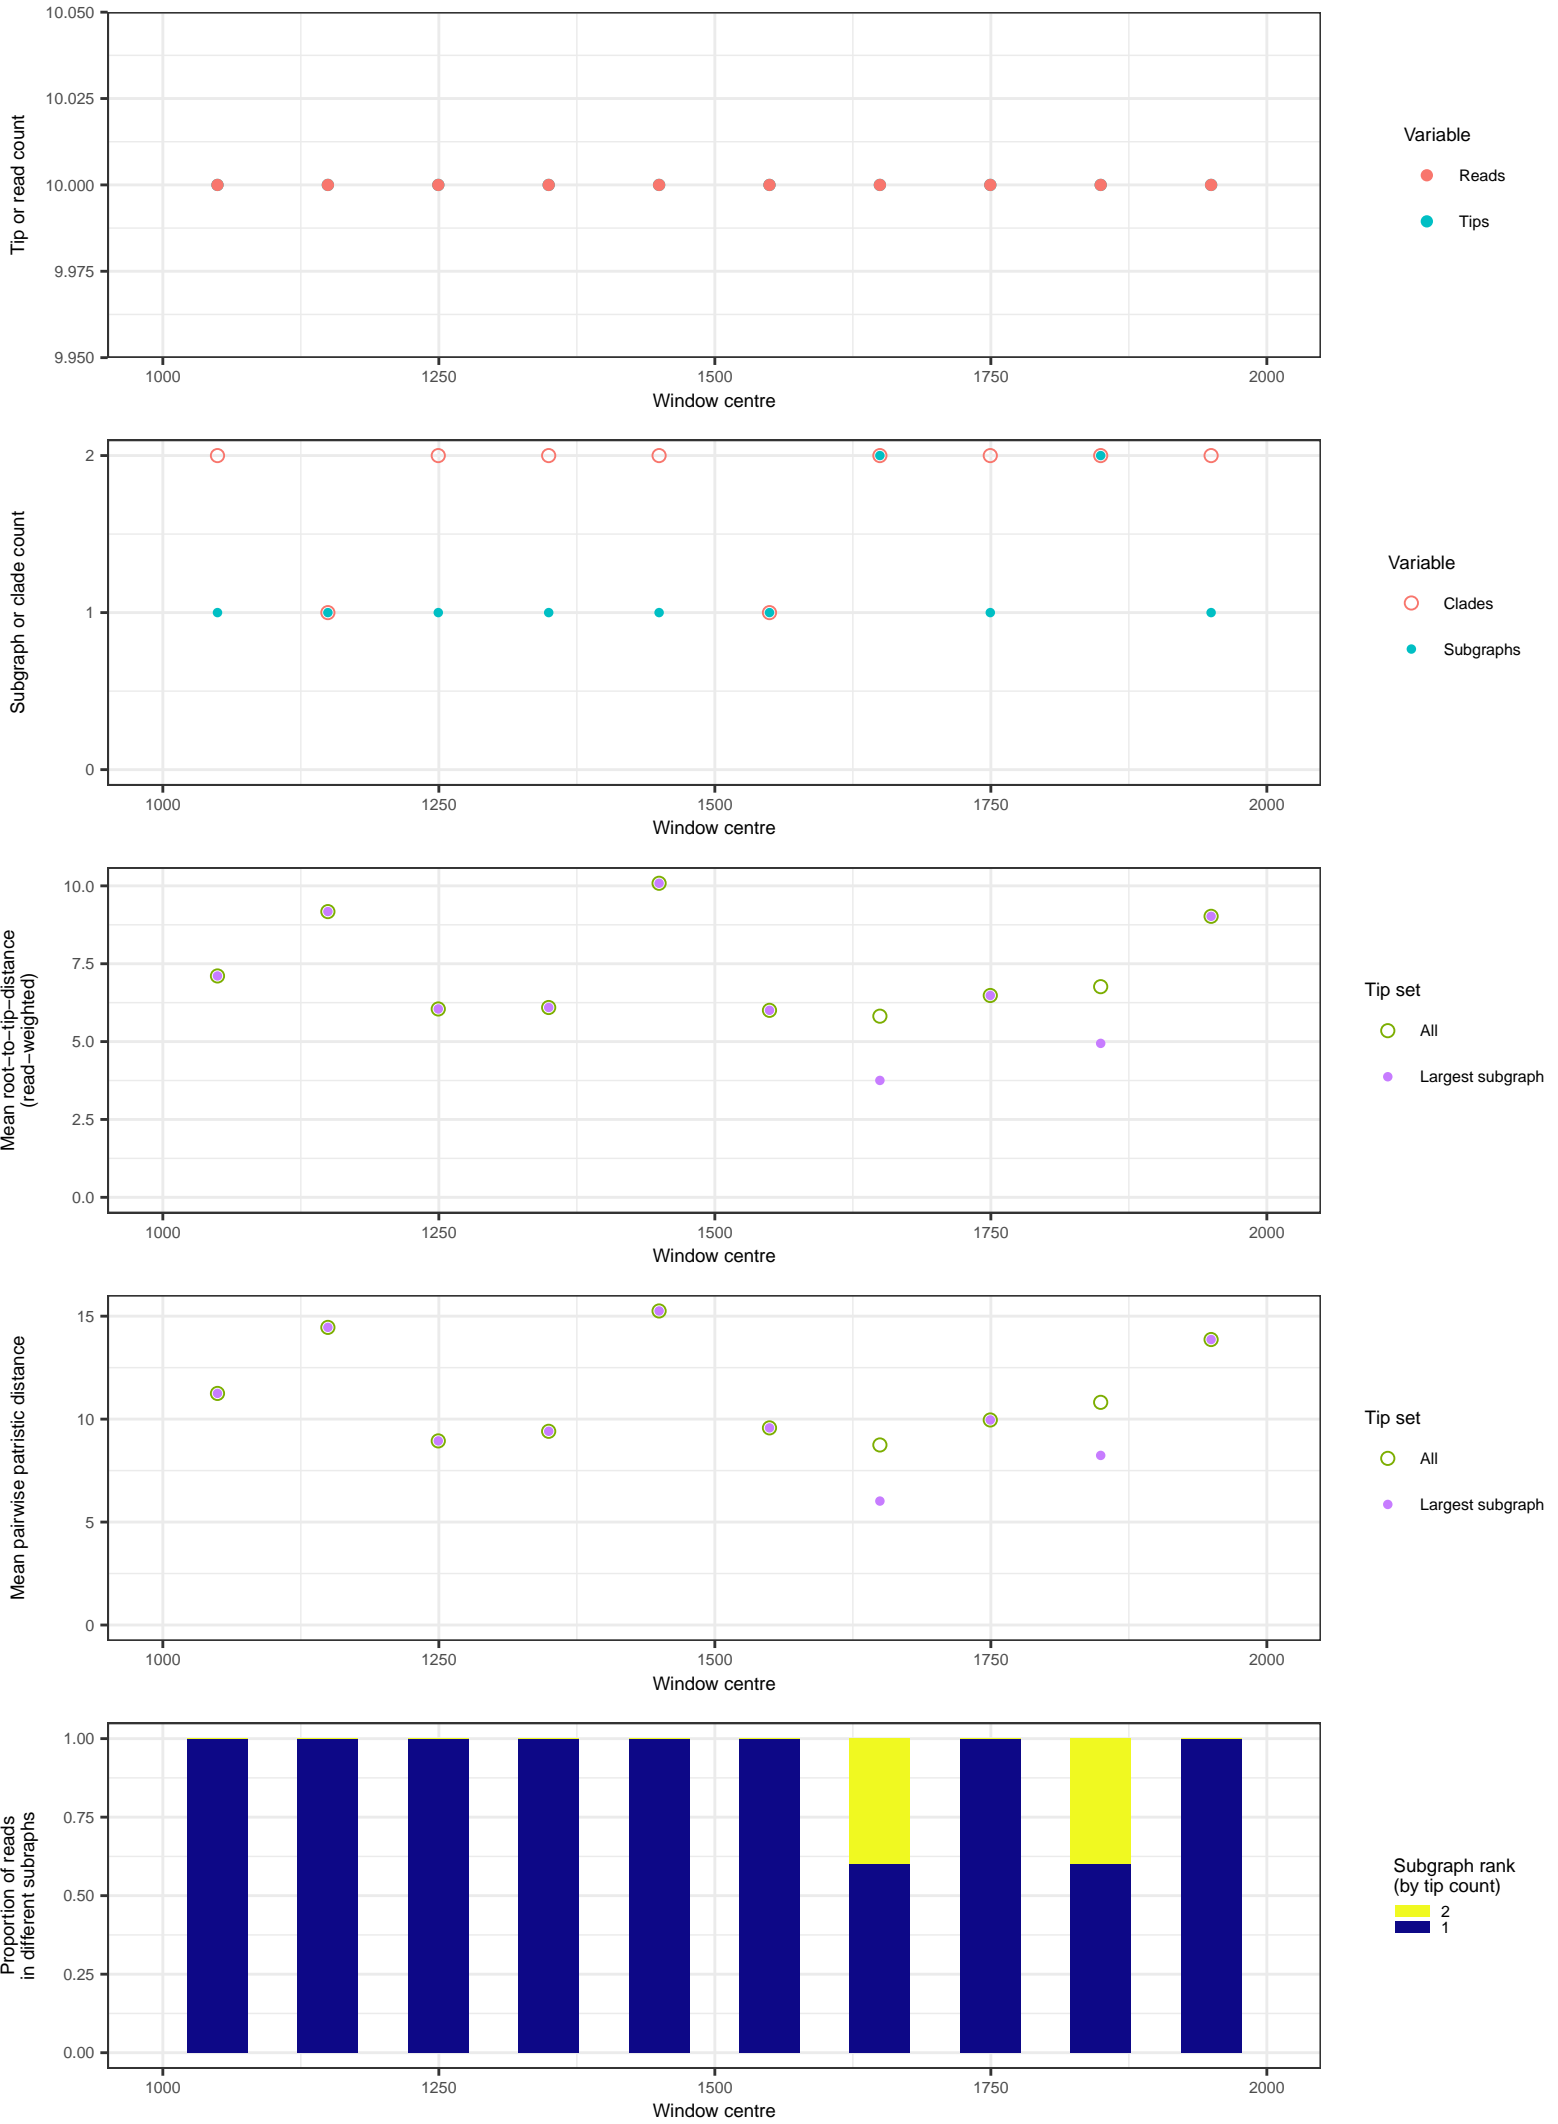 10.050
10.025
10.000
9.975
9.950
Tip or read count
1000 1250 1500 1750 2000
Window centre
Variable
Reads
Tips
2
1
0
Subgraph or clade count
1000 1250 1500 1750 2000
Window centre
Variable
Clades
Subgraphs
10.0
7.5
5.0
2.5
0.0
Mean root−to−tip−distance
(read−weighted)
1000 1250 1500 1750 2000
Window centre
Tip set
All
Largest subgraph
15
10
5
0
Mean pairwise patristic distance
1000 1250 1500 1750 2000
Window centre
Tip set
All
Largest subgraph
1.00
0.75
0.50
0.25
0.00
Proportion of reads
in different subraphs
1000 1250 1500 1750 2000
Window centre
Subgraph rank
(by tip count)
2
1